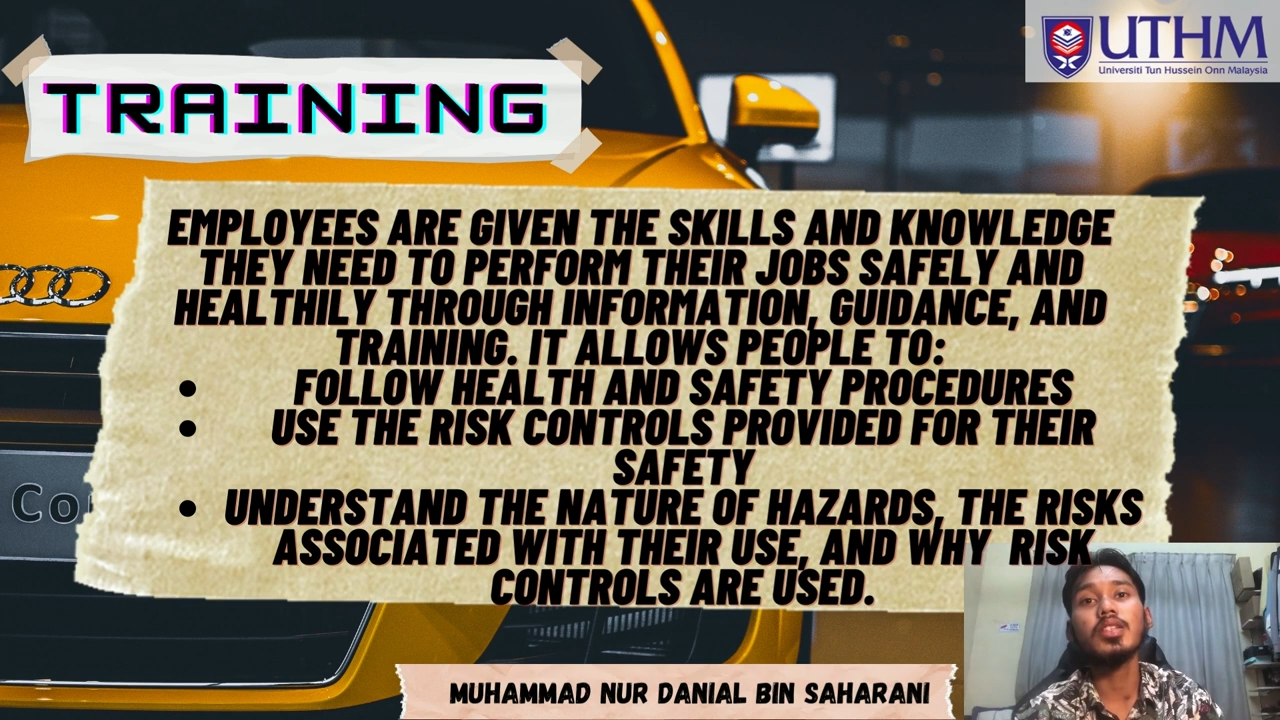 UTHM
Universiti Tun Hussein Onn Malaysia
TRAINING
EMPLOYEES ARE GIVEN THE SKILLS AND KNOWLEDGE
THEY NEED TO PERFORM THEIR JOBS SAFELY AND
HEALTHILY THROUGH INFORMATION, GUIDANCE, AND
TRAINING. IT ALLOWS PEOPLE TO:
• FOLLOW HEALTH AND SAFETY PROCEDURES
• USE THE RISK CONTROLS PROVIDED FOR THEIR
SAFETY
• UNDERSTAND THE NATURE OF HAZARDS, THE RISKS
ASSOCIATED WITH THEIR USE, AND WHY RISK
CONTROLS ARE USED.
Co
MUHAMMAD NUR DANIAL BIN SAHARANI